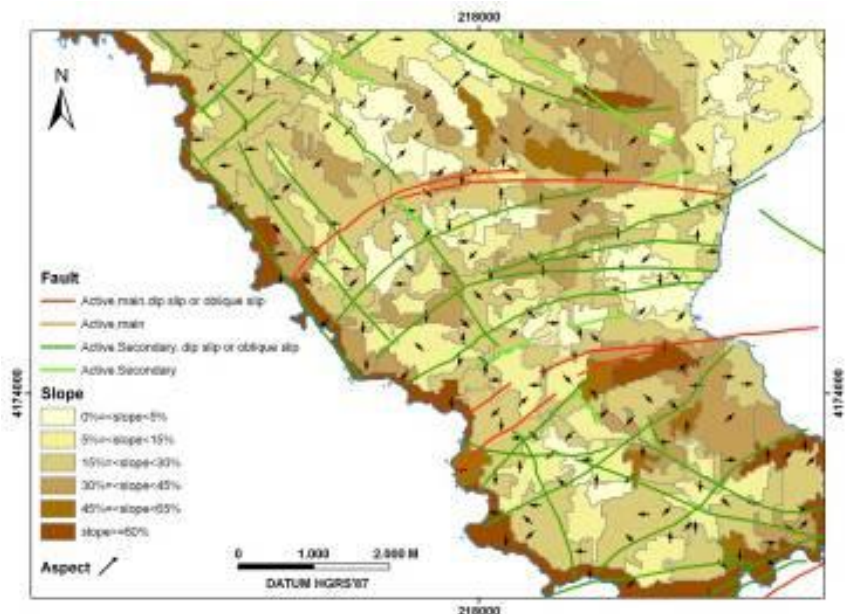 218000
N
Fault
Active main.dip slip or oblique slip
Active main
Active Secondary. dip slip or oblique slip
Active Secondary
4174000
4174000
Slope
0%=<slope<5%
5%=<slope<15%
15%=<slope<30%
30%=<slope<45%
45%=<slope<65%
slope>=60%
Aspect
0 1.000 2.000 M
DATUM HGRS'87
218000